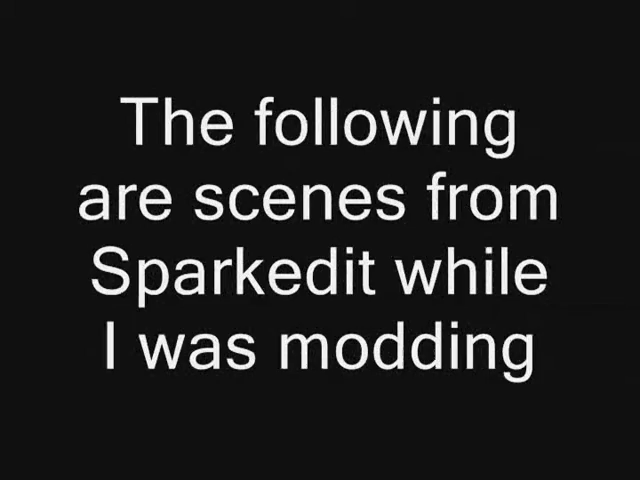 The following
are scenes from
Sparkedit while
I was modding